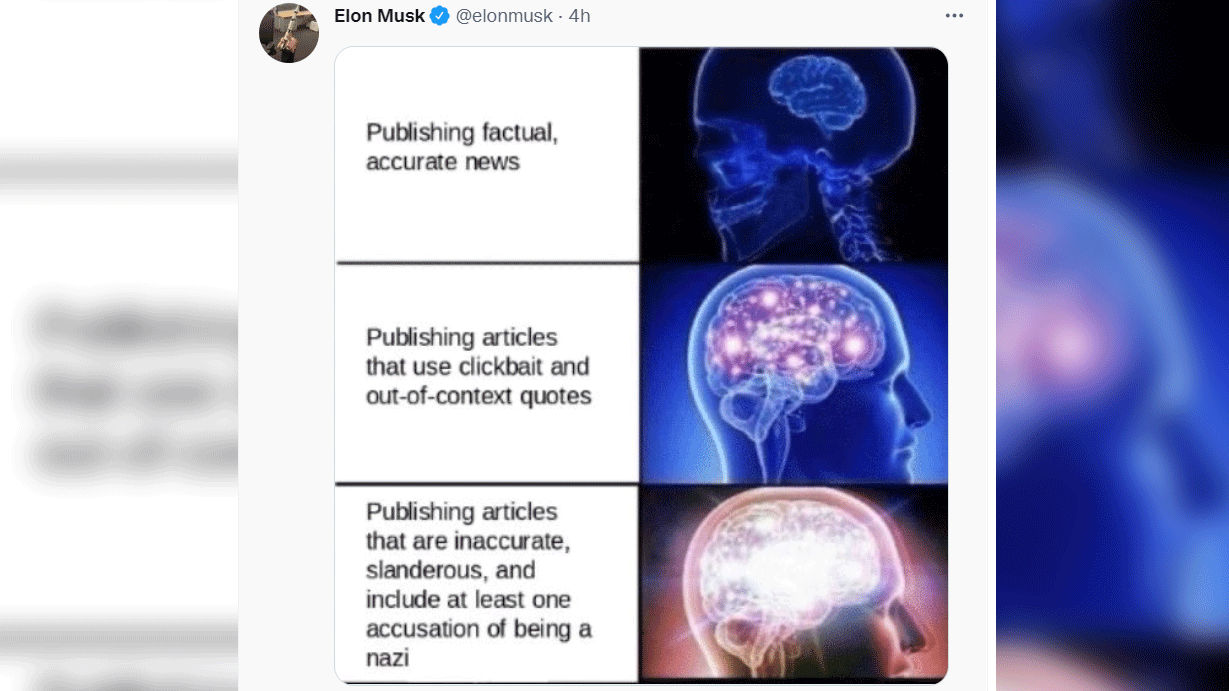 Elon Musk @elonmusk · 4h
Publishing factual,
accurate news
Publishing articles
that use clickbait and
out-of-context quotes
Publishing articles
that are inaccurate,
slanderous, and
include at least one
accusation of being a
nazi